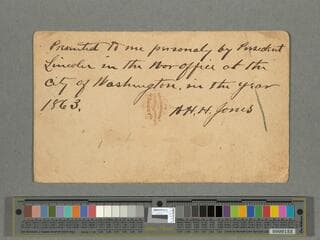 Presented to me personaly by President
Lincoln in the War Office at the
City of Washington, in the year
1863.
A.H.H. Jones